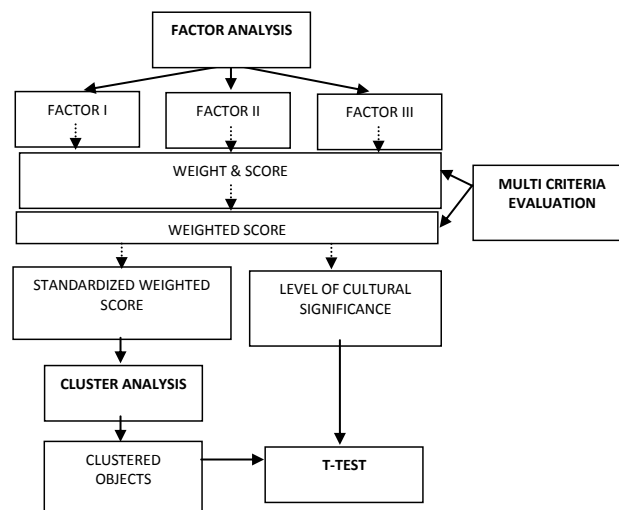 FACTOR ANALYSIS
FACTOR I
FACTOR II
FACTOR III
WEIGHT & SCORE
MULTI CRITERIA
EVALUATION
WEIGHTED SCORE
STANDARDIZED WEIGHTED
SCORE
LEVEL OF CULTURAL
SIGNIFICANCE
CLUSTER ANALYSIS
CLUSTERED
OBJECTS
T-TEST